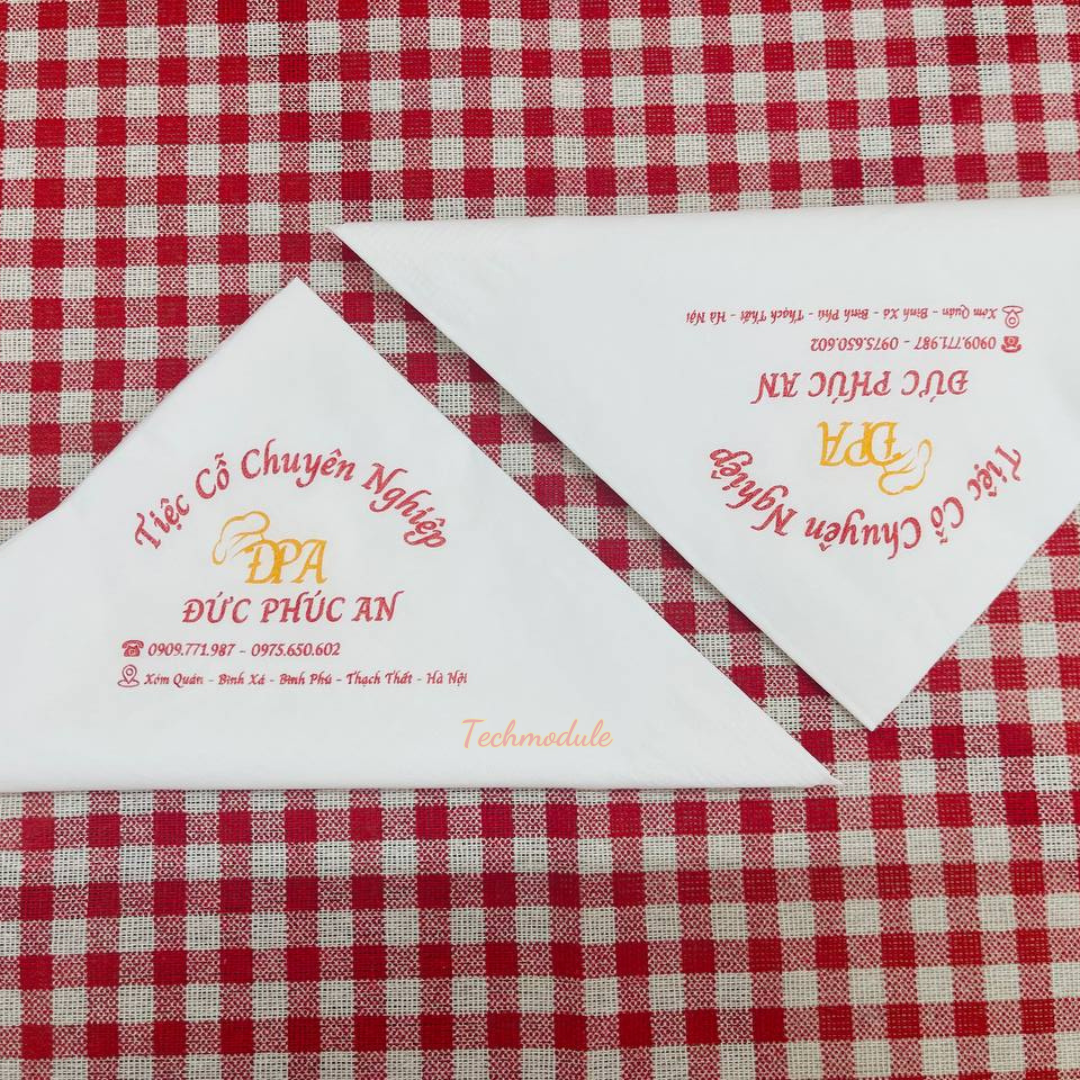 Tiệc Cỗ Chuyên Nghiệp
ĐPA
ĐỨC PHÚC AN
0909.771.987 - 0975.650.602
Xóm Quán - Bình Xá - Bình Phú - Thạch Thất - Hà Nội
Techmodule
Xóm Quán - Bình Xá - Bình Phú - Thạch Thất - Hà Nội
0909.771.987 - 0975.650.602
ĐỨC PHÚC AN
ĐPA
Tiệc Cỗ Chuyên Nghiệp